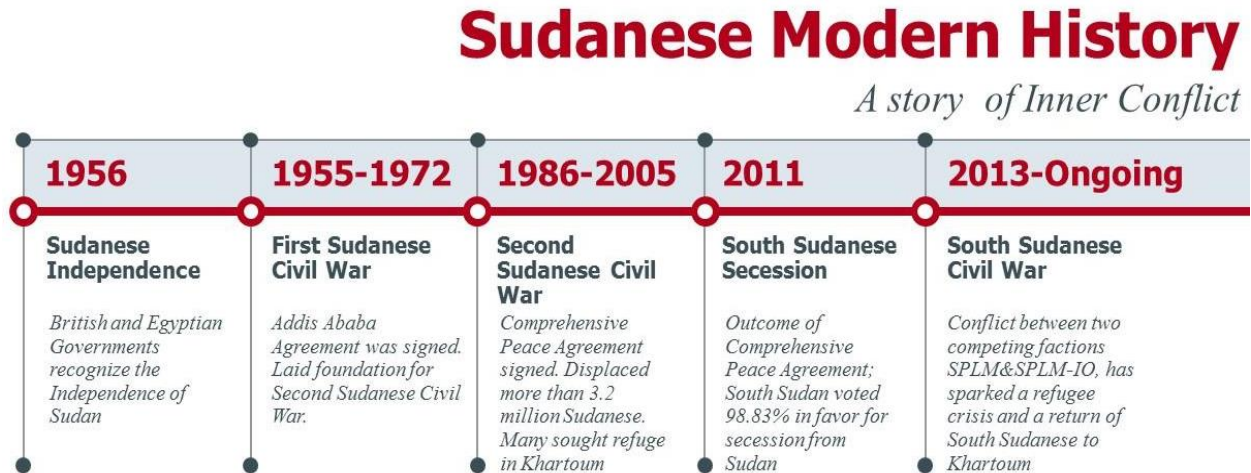 Sudanese Modern History
A story of Inner Conflict
1956
Sudanese
Independence
British and Egyptian
Governments
recognize the
Independence of
Sudan
1955-1972
First Sudanese
Civil War
Addis Ababa
Agreement was signed.
Laid foundation for
Second Sudanese Civil
War.
1986-2005
Second
Sudanese Civil
War
Comprehensive
Peace Agreement
signed. Displaced
more than 3.2
million Sudanese.
Many sought refuge
in Khartoum
2011
South Sudanese
Secession
Outcome of
Comprehensive
Peace Agreement;
South Sudan voted
98.83% in favor for
secession from
Sudan
2013-Ongoing
South Sudanese
Civil War
Conflict between two
competing factions
SPLM&SPLM-IO, has
sparked a refugee
crisis and a return of
South Sudanese to
Khartoum